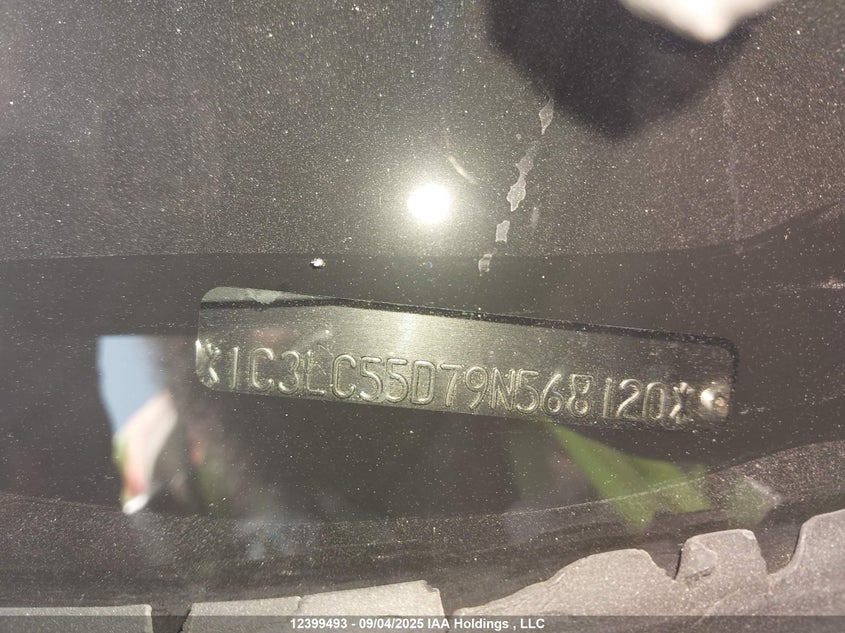 *1C3LC55D79N568120*
12399493 - 09/04/2025 IAA Holdings , LLC